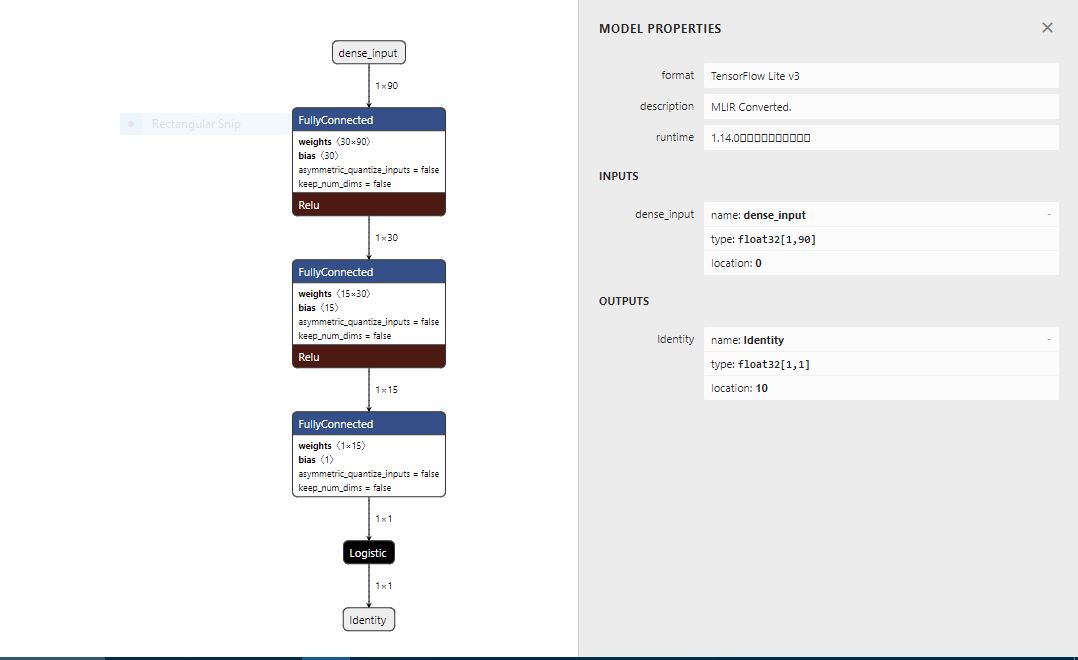 dense_input
1×90
FullyConnected
weights 〈30×90〉
bias 〈30〉
asymmetric_quantize_inputs = false
keep_num_dims = false
Relu
1×30
FullyConnected
weights 〈15×30〉
bias 〈15〉
asymmetric_quantize_inputs = false
keep_num_dims = false
Relu
1×15
FullyConnected
weights 〈1×15〉
bias 〈1〉
asymmetric_quantize_inputs = false
keep_num_dims = false
1×1
Logistic
1×1
Identity
Rectangular Snip
MODEL PROPERTIES
format TensorFlow Lite v3
description MLIR Converted.
runtime 1.14.0
INPUTS
dense_input name: dense_input -
type: float32[1,90]
location: 0
OUTPUTS
Identity name: Identity -
type: float32[1,1]
location: 10